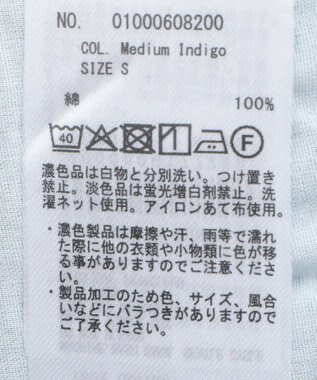 NO. 01000608200
COL. Medium Indigo
SIZE S
綿 100%
40 F
濃色品は白物と分別洗い。つけ置き
禁止。淡色品は蛍光増白剤禁止。洗
濯ネット使用。アイロンあて布使用。
・濃色製品は摩擦や汗、雨等で濡れ
た際に他の衣類や小物類に色が移
る事がありますのでご注意くださ
い。
・製品加工のため色、サイズ、風合
いなどにバラつきがありますので
ご了承ください。